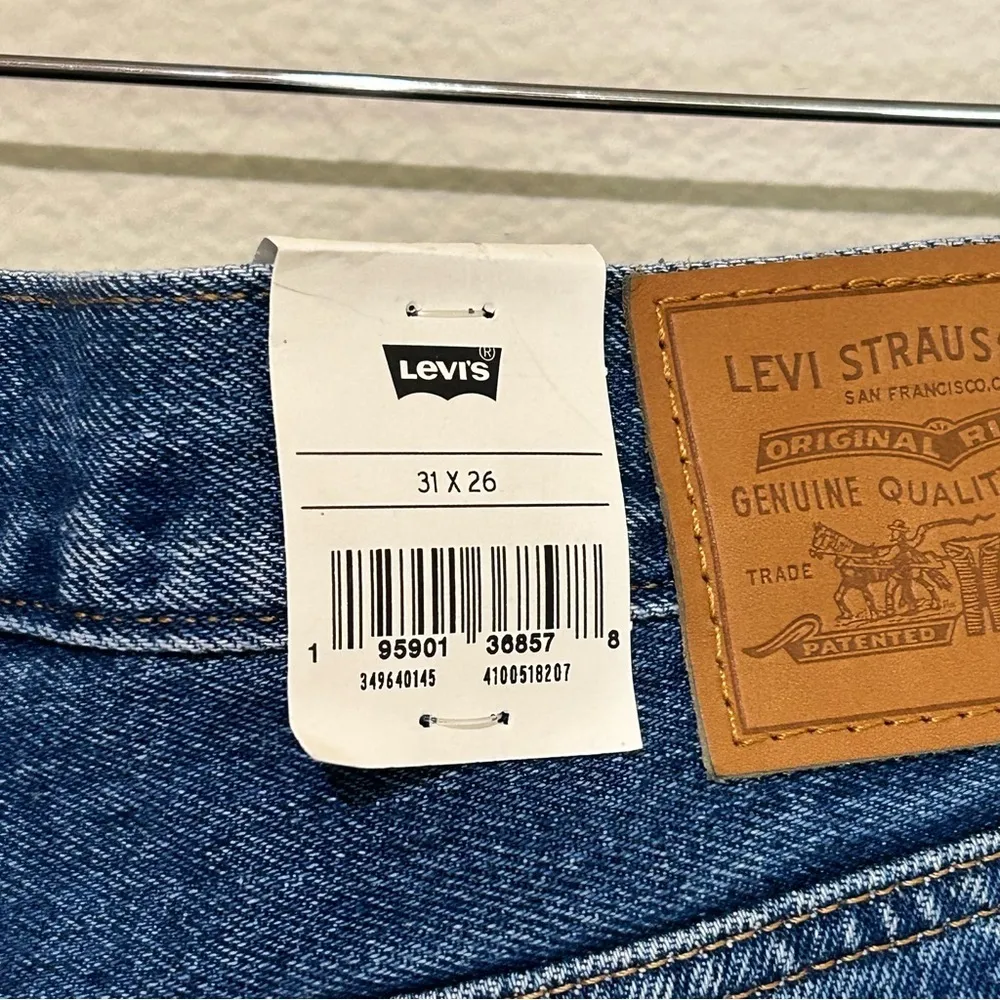 LEVI'S®
31 X 26
1 95901 36857 8
349640145 4100518207
LEVI STRAUS
SAN FRANCISCO, C
ORIGINAL RI
GENUINE QUALIT
TRADE
PATENTED